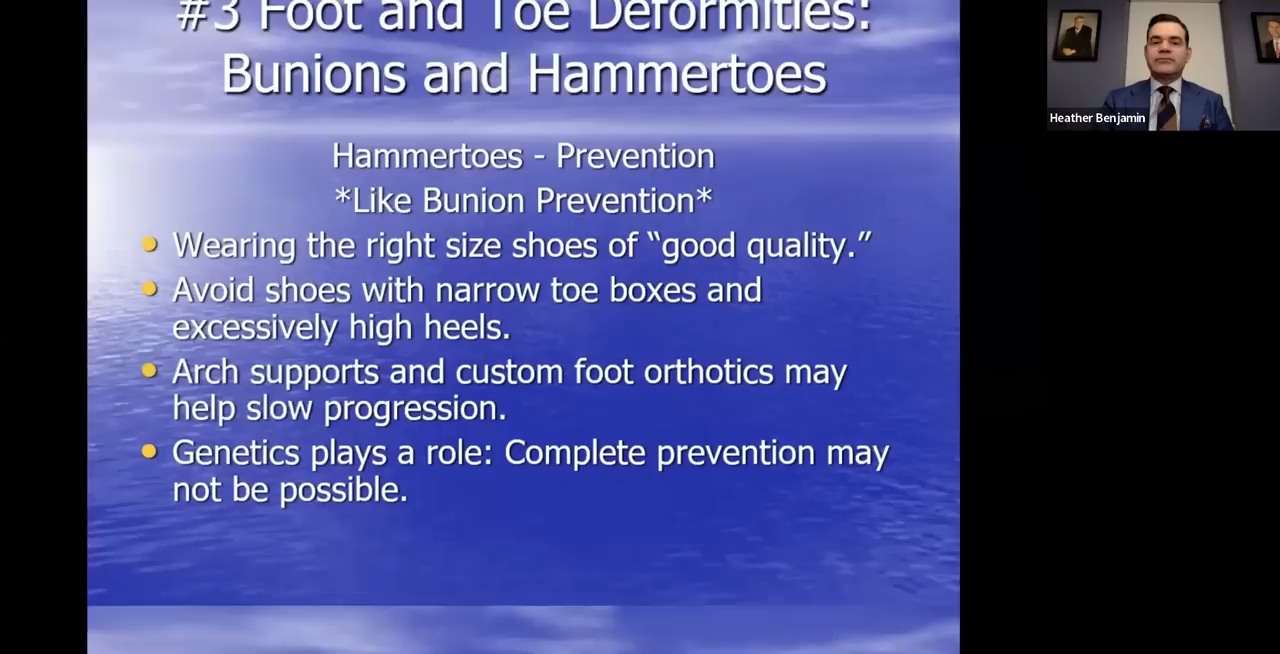 #3 Foot and Toe Deformities:
Bunions and Hammertoes
Heather Benjamin
Hammertoes - Prevention
*Like Bunion Prevention*
• Wearing the right size shoes of “good quality.”
• Avoid shoes with narrow toe boxes and
excessively high heels.
• Arch supports and custom foot orthotics may
help slow progression.
• Genetics plays a role: Complete prevention may
not be possible.